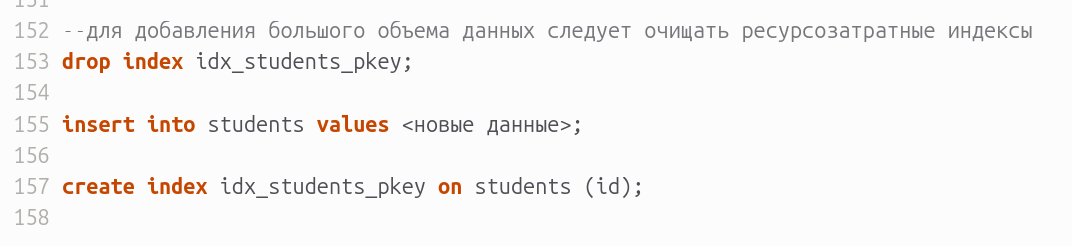 151
152 --для добавления большого объема данных следует очищать ресурсозатратные индексы
153 drop index idx_students_pkey;
154
155 insert into students values <новые данные>;
156
157 create index idx_students_pkey on students (id);
158